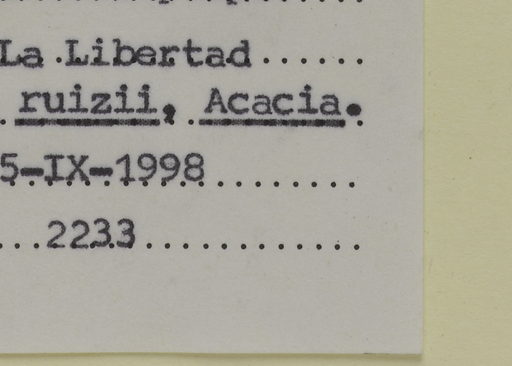 La Libertad......
ruizii, Acacia.
5-IX-1998
2233